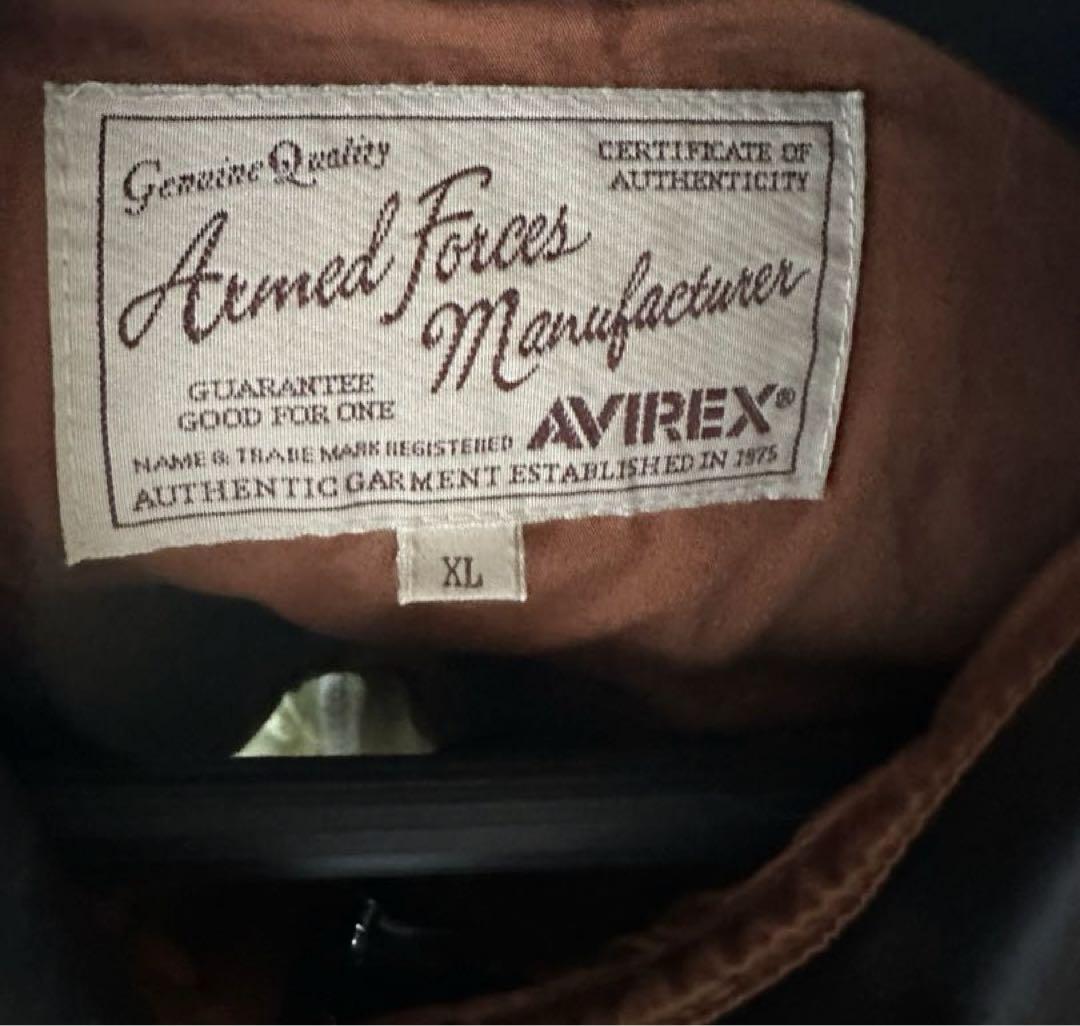 Genuine Quality
CERTIFICATE OF
AUTHENTICITY
Armed Forces
Manufacturer
GUARANTEE
GOOD FOR ONE
AVIREX®
NAME & TRADE MARK REGISTERED
AUTHENTIC GARMENT ESTABLISHED IN 1975
XL